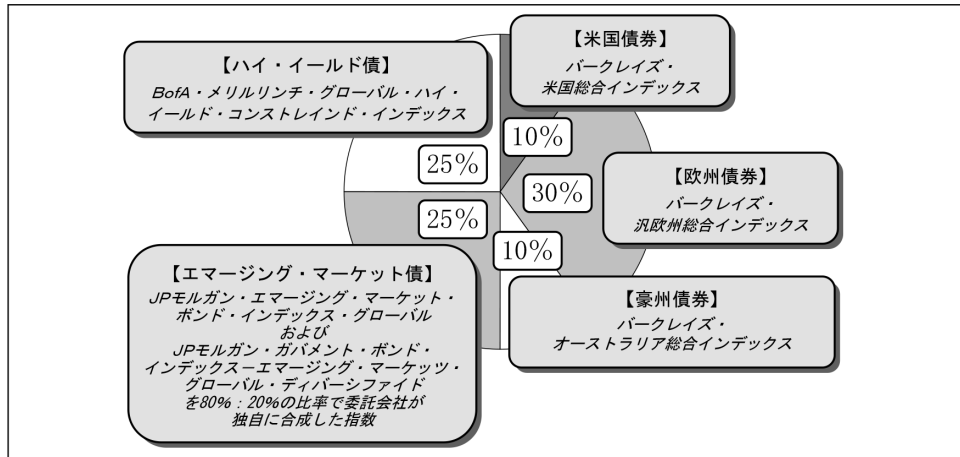 【ハイ・イールド債】
BofA・メリルリンチ・グローバル・ハイ・
イールド・コンストレインド・インデックス
25%
【米国債券】
バークレイズ・
米国総合インデックス
10%
【欧州債券】
バークレイズ・
汎欧州総合インデックス
30%
【豪州債券】
バークレイズ・
オーストラリア総合インデックス
10%
【エマージング・マーケット債】
JPモルガン・エマージング・マーケット・
ボンド・インデックス・グローバル
および
JPモルガン・ガバメント・ボンド・
インデックス－エマージング・マーケッツ・
グローバル・ディバーシファイド
を80%：20%の比率で委託会社が
独自に合成した指数
25%